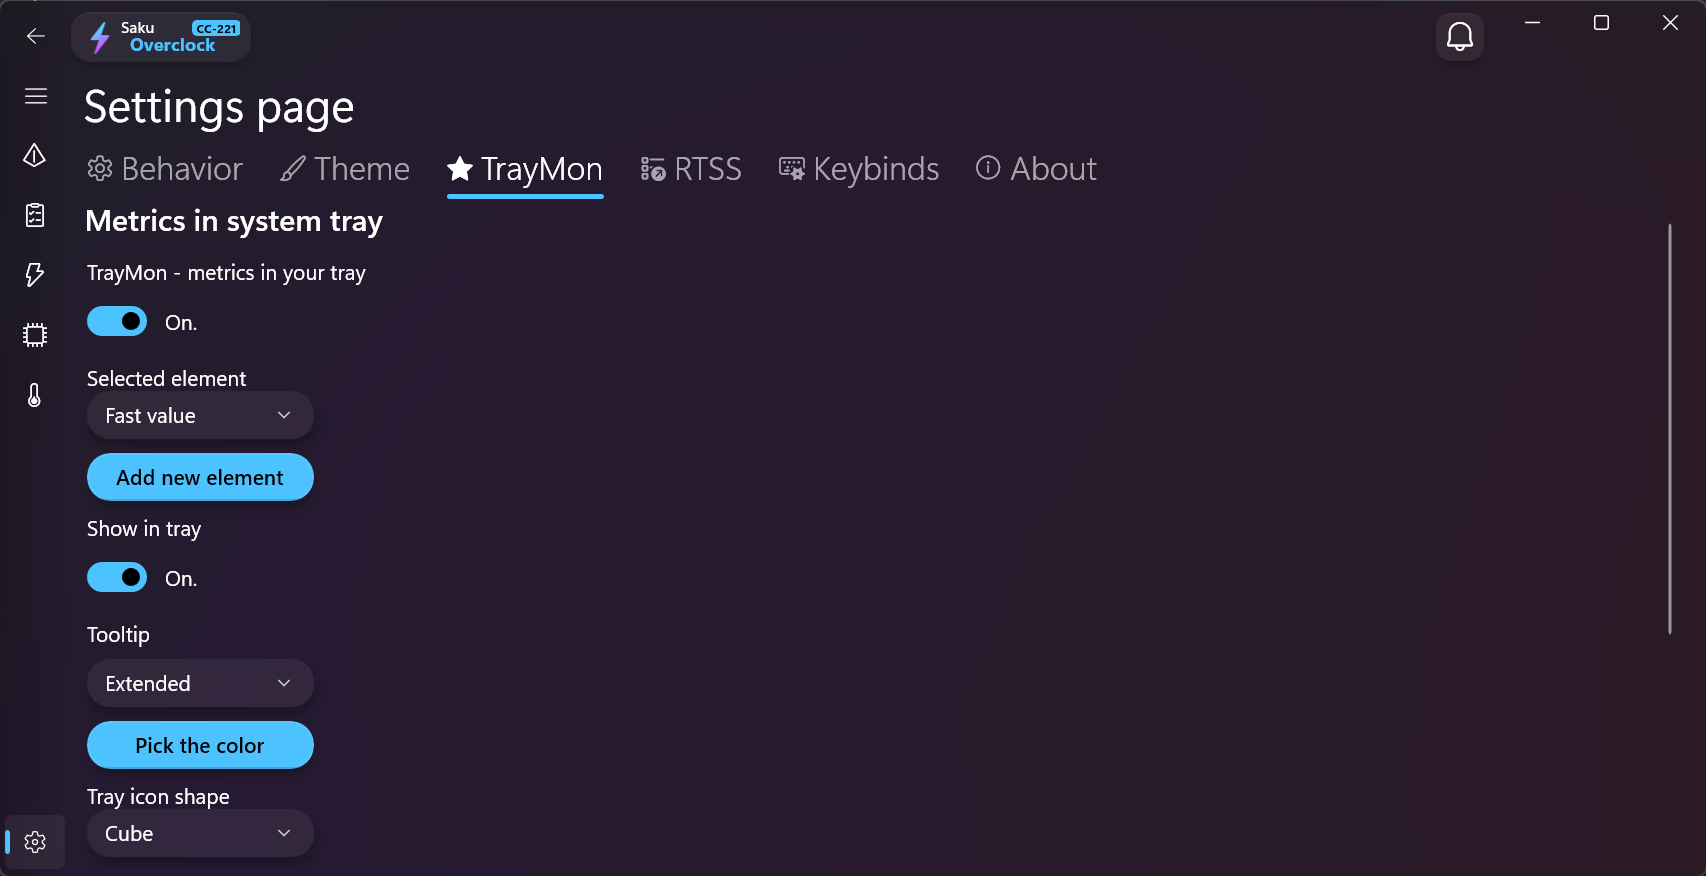 Saku CC-221
Overclock
Settings page
Behavior Theme TrayMon RTSS Keybinds About
Metrics in system tray
TrayMon - metrics in your tray
On.
Selected element
Fast value
Add new element
Show in tray
On.
Tooltip
Extended
Pick the color
Tray icon shape
Cube